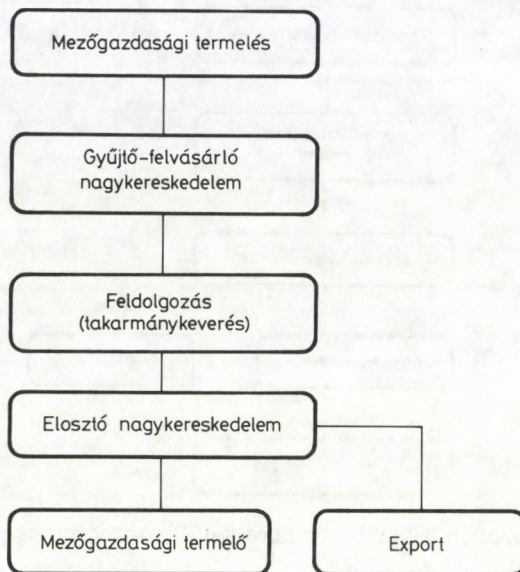 Mezőgazdasági termelés
Gyűjtő-felvásárló
nagykereskedelem
Feldolgozás
(takarmánykeverés)
Elosztó nagykereskedelem
Mezőgazdasági termelő
Export